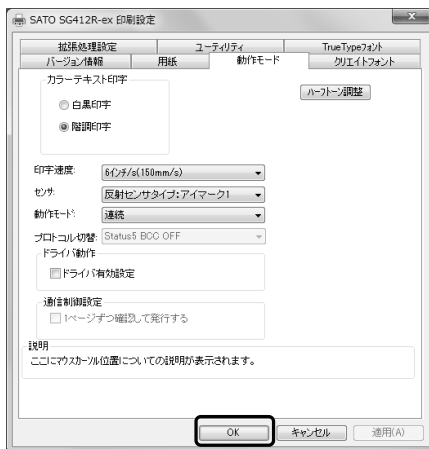 SATO SG412R-ex 印刷設定
拡張処理設定 ユーティリティ TrueTypeフォント
バージョン情報 用紙 動作モード クリエイトフォント
カラーテキスト印字
白黒印字
階調印字
ハーフトーン調整
印字速度: 6インチ/s(150mm/s)
センサ: 反射センサタイプ:アイマーク1
動作モード: 連続
プロトコル切替: Status5 BCC OFF
ドライバ動作
ドライバ有効設定
通信制御設定
1ページずつ確認して発行する
説明
ここにマウスカーソル位置についての説明が表示されます。
OK キャンセル 適用(A)